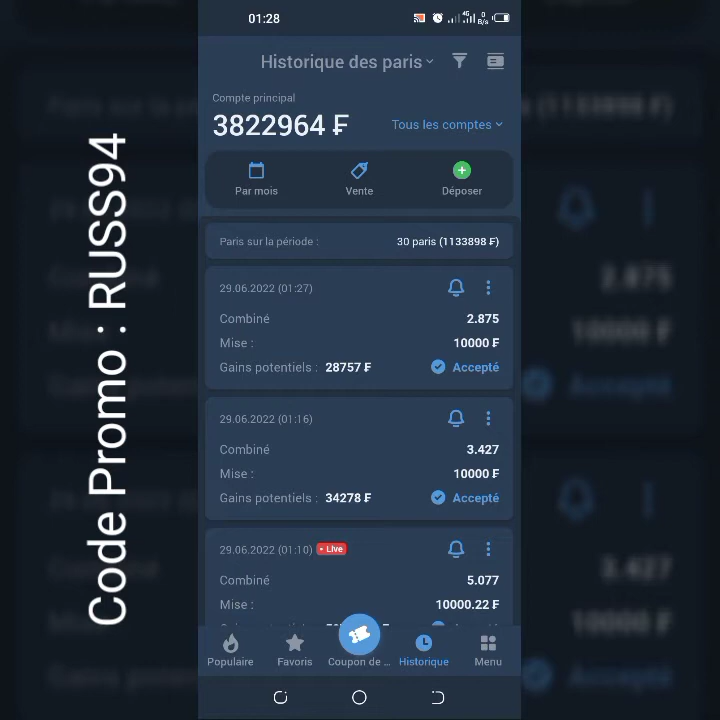 Code Promo : RUSS94
01:28
4G
0
B/s
Historique des paris
Compte principal
3822964 ₣
Tous les comptes
Par mois
Vente
Déposer
Paris sur la période :
30 paris (1133898 ₣)
29.06.2022 (01:27)
Combiné
2.875
Mise :
10000 ₣
Gains potentiels : 28757 ₣
Accepté
29.06.2022 (01:16)
Combiné
3.427
Mise :
10000 ₣
Gains potentiels : 34278 ₣
Accepté
29.06.2022 (01:10) • Live
Combiné
5.077
Mise :
10000.22 ₣
Populaire
Favoris
Coupon de ...
Historique
Menu